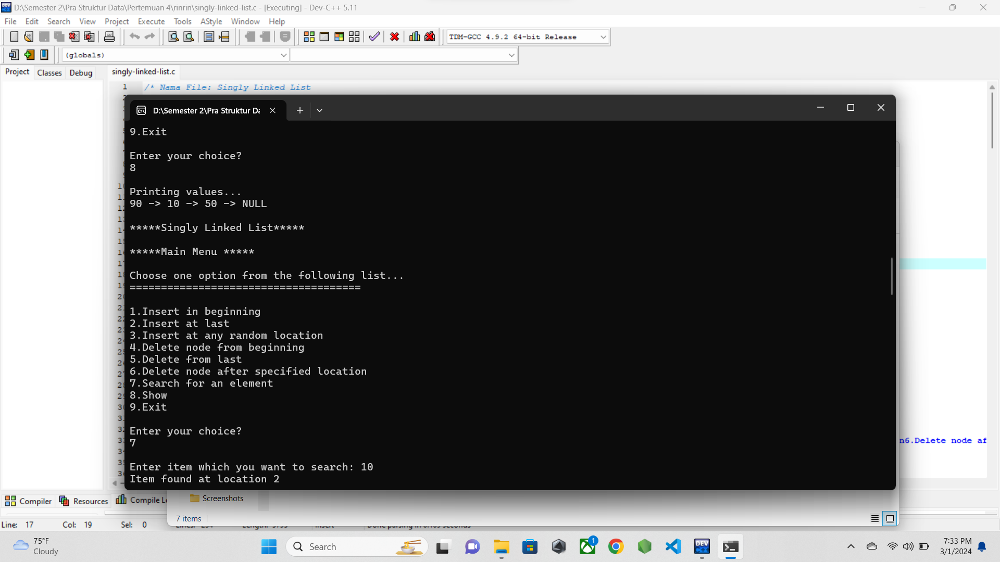 D:\Semester 2\Pra Struktur Data\Pertemuan 4\rinrin\singly-linked-list.c - [Executing] - Dev-C++ 5.11
File Edit Search View Project Execute Tools AStyle Window Help
TDM-GCC 4.9.2 64-bit Release
(globals)
Project Classes Debug
singly-linked-list.c
1 /* Nama File: Singly Linked List
D:\Semester 2\Pra Struktur Da
9.Exit
Enter your choice?
8
Printing values...
90 -> 10 -> 50 -> NULL
*****Singly Linked List*****
*****Main Menu *****
Choose one option from the following list...
=====================================
1.Insert in beginning
2.Insert at last
3.Insert at any random location
4.Delete node from beginning
5.Delete from last
6.Delete node after specified location
7.Search for an element
8.Show
9.Exit
Enter your choice?
7
n6.Delete node af
Enter item which you want to search: 10
Item found at location 2
Compiler Resources Compile Lo
Screenshots
7 items
Line: 17 Col: 19 Sel: 0
75°F
Cloudy
Search
DEV
1
7:33 PM
3/1/2024